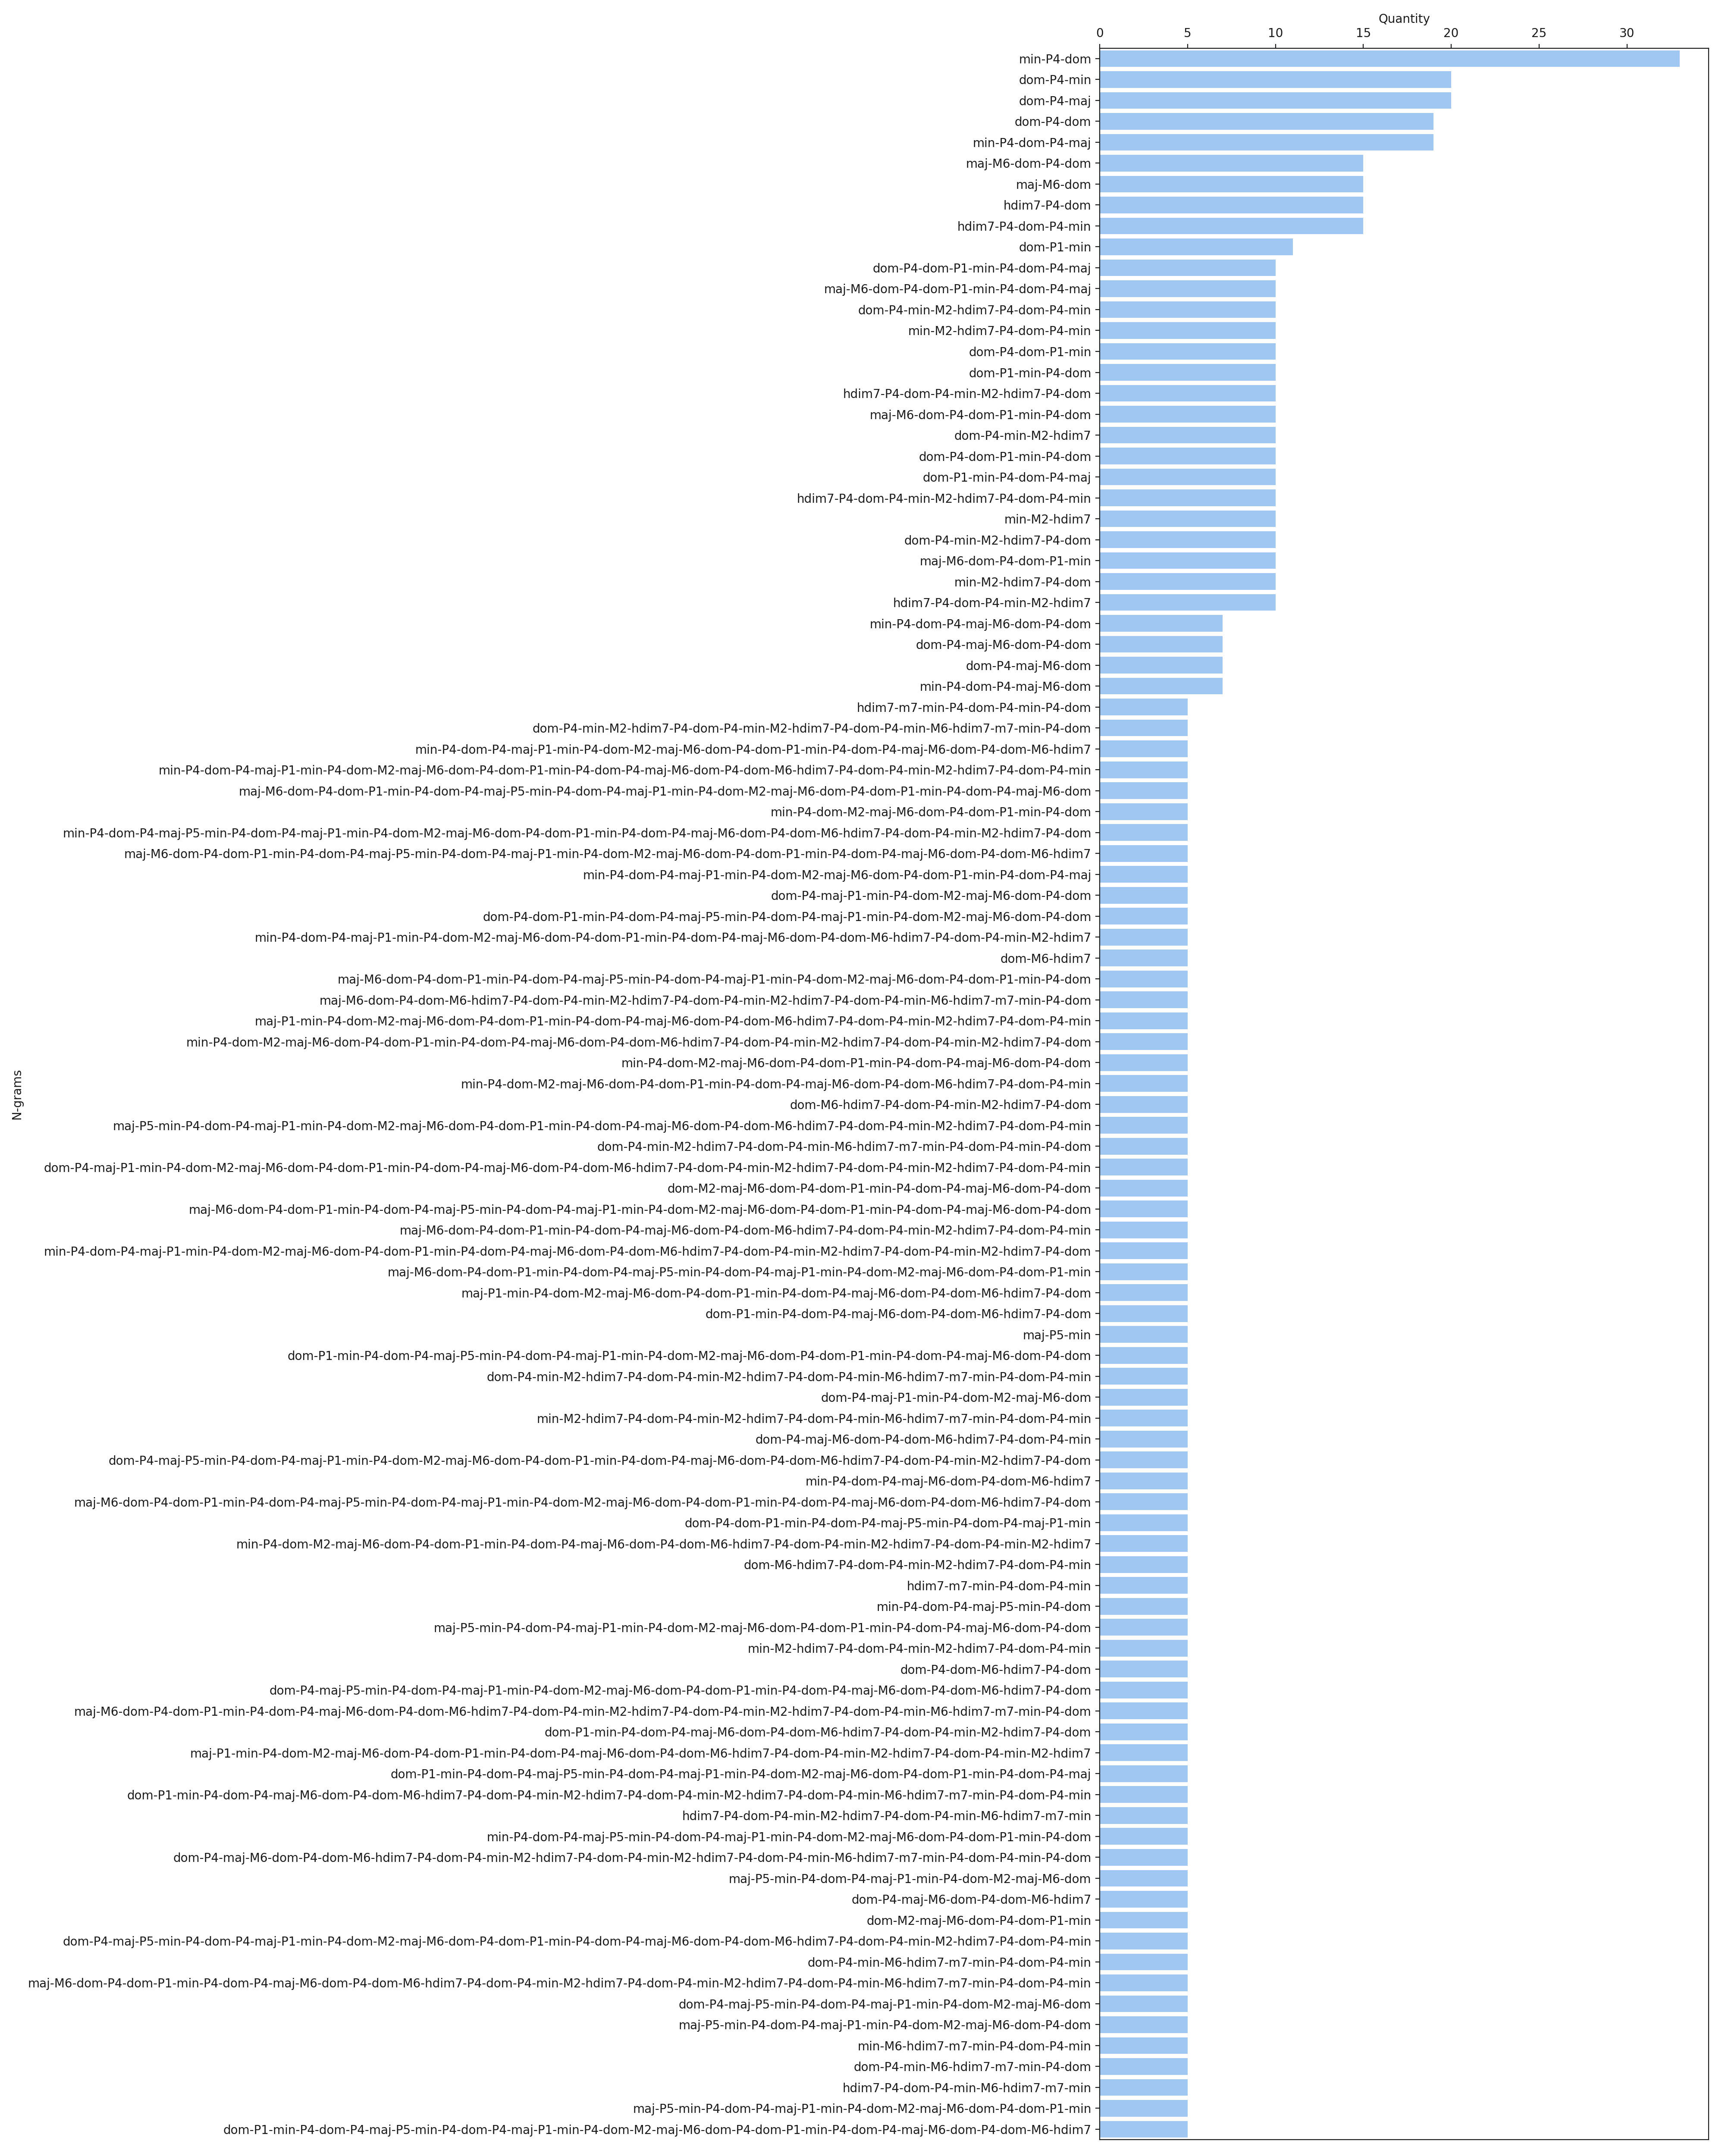 Quantity
0 5 10 15 20 25 30
min-P4-dom
dom-P4-min
dom-P4-maj
dom-P4-dom
min-P4-dom-P4-maj
maj-M6-dom-P4-dom
maj-M6-dom
hdim7-P4-dom
hdim7-P4-dom-P4-min
dom-P1-min
dom-P4-dom-P1-min-P4-dom-P4-maj
maj-M6-dom-P4-dom-P1-min-P4-dom-P4-maj
dom-P4-min-M2-hdim7-P4-dom-P4-min
min-M2-hdim7-P4-dom-P4-min
dom-P4-dom-P1-min
dom-P1-min-P4-dom
hdim7-P4-dom-P4-min-M2-hdim7-P4-dom
maj-M6-dom-P4-dom-P1-min-P4-dom
dom-P4-min-M2-hdim7
dom-P4-dom-P1-min-P4-dom
dom-P1-min-P4-dom-P4-maj
hdim7-P4-dom-P4-min-M2-hdim7-P4-dom-P4-min
min-M2-hdim7
dom-P4-min-M2-hdim7-P4-dom
maj-M6-dom-P4-dom-P1-min
min-M2-hdim7-P4-dom
hdim7-P4-dom-P4-min-M2-hdim7
min-P4-dom-P4-maj-M6-dom-P4-dom
dom-P4-maj-M6-dom-P4-dom
dom-P4-maj-M6-dom
min-P4-dom-P4-maj-M6-dom
hdim7-m7-min-P4-dom-P4-min-P4-dom
dom-P4-min-M2-hdim7-P4-dom-P4-min-M2-hdim7-P4-dom-P4-min-M6-hdim7-m7-min-P4-dom
min-P4-dom-P4-maj-P1-min-P4-dom-M2-maj-M6-dom-P4-dom-P1-min-P4-dom-P4-maj-M6-dom-P4-dom-M6-hdim7
min-P4-dom-P4-maj-P1-min-P4-dom-M2-maj-M6-dom-P4-dom-P1-min-P4-dom-P4-maj-M6-dom-P4-dom-M6-hdim7-P4-dom-P4-min-M2-hdim7-P4-dom-P4-min
maj-M6-dom-P4-dom-P1-min-P4-dom-P4-maj-P5-min-P4-dom-P4-maj-P1-min-P4-dom-M2-maj-M6-dom-P4-dom-P1-min-P4-dom-P4-maj-M6-dom
min-P4-dom-M2-maj-M6-dom-P4-dom-P1-min-P4-dom
min-P4-dom-P4-maj-P5-min-P4-dom-P4-maj-P1-min-P4-dom-M2-maj-M6-dom-P4-dom-P1-min-P4-dom-P4-maj-M6-dom-P4-dom-M6-hdim7-P4-dom-P4-min-M2-hdim7-P4-dom
maj-M6-dom-P4-dom-P1-min-P4-dom-P4-maj-P5-min-P4-dom-P4-maj-P1-min-P4-dom-M2-maj-M6-dom-P4-dom-P1-min-P4-dom-P4-maj-M6-dom-P4-dom-M6-hdim7
min-P4-dom-P4-maj-P1-min-P4-dom-M2-maj-M6-dom-P4-dom-P1-min-P4-dom-P4-maj
dom-P4-maj-P1-min-P4-dom-M2-maj-M6-dom-P4-dom
dom-P4-dom-P1-min-P4-dom-P4-maj-P5-min-P4-dom-P4-maj-P1-min-P4-dom-M2-maj-M6-dom-P4-dom
min-P4-dom-P4-maj-P1-min-P4-dom-M2-maj-M6-dom-P4-dom-P1-min-P4-dom-P4-maj-M6-dom-P4-dom-M6-hdim7-P4-dom-P4-min-M2-hdim7
dom-M6-hdim7
maj-M6-dom-P4-dom-P1-min-P4-dom-P4-maj-P5-min-P4-dom-P4-maj-P1-min-P4-dom-M2-maj-M6-dom-P4-dom-P1-min-P4-dom
maj-M6-dom-P4-dom-M6-hdim7-P4-dom-P4-min-M2-hdim7-P4-dom-P4-min-M2-hdim7-P4-dom-P4-min-M6-hdim7-m7-min-P4-dom
maj-P1-min-P4-dom-M2-maj-M6-dom-P4-dom-P1-min-P4-dom-P4-maj-M6-dom-P4-dom-M6-hdim7-P4-dom-P4-min-M2-hdim7-P4-dom-P4-min
min-P4-dom-M2-maj-M6-dom-P4-dom-P1-min-P4-dom-P4-maj-M6-dom-P4-dom-M6-hdim7-P4-dom-P4-min-M2-hdim7-P4-dom-P4-min-M2-hdim7-P4-dom
min-P4-dom-M2-maj-M6-dom-P4-dom-P1-min-P4-dom-P4-maj-M6-dom-P4-dom
N-grams
min-P4-dom-M2-maj-M6-dom-P4-dom-P1-min-P4-dom-P4-maj-M6-dom-P4-dom-M6-hdim7-P4-dom-P4-min
dom-M6-hdim7-P4-dom-P4-min-M2-hdim7-P4-dom
maj-P5-min-P4-dom-P4-maj-P1-min-P4-dom-M2-maj-M6-dom-P4-dom-P1-min-P4-dom-P4-maj-M6-dom-P4-dom-M6-hdim7-P4-dom-P4-min-M2-hdim7-P4-dom-P4-min
dom-P4-min-M2-hdim7-P4-dom-P4-min-M6-hdim7-m7-min-P4-dom-P4-min-P4-dom
dom-P4-maj-P1-min-P4-dom-M2-maj-M6-dom-P4-dom-P1-min-P4-dom-P4-maj-M6-dom-P4-dom-M6-hdim7-P4-dom-P4-min-M2-hdim7-P4-dom-P4-min-M2-hdim7-P4-dom-P4-min
dom-M2-maj-M6-dom-P4-dom-P1-min-P4-dom-P4-maj-M6-dom-P4-dom
maj-M6-dom-P4-dom-P1-min-P4-dom-P4-maj-P5-min-P4-dom-P4-maj-P1-min-P4-dom-M2-maj-M6-dom-P4-dom-P1-min-P4-dom-P4-maj-M6-dom-P4-dom
maj-M6-dom-P4-dom-P1-min-P4-dom-P4-maj-M6-dom-P4-dom-M6-hdim7-P4-dom-P4-min-M2-hdim7-P4-dom-P4-min
min-P4-dom-P4-maj-P1-min-P4-dom-M2-maj-M6-dom-P4-dom-P1-min-P4-dom-P4-maj-M6-dom-P4-dom-M6-hdim7-P4-dom-P4-min-M2-hdim7-P4-dom-P4-min-M2-hdim7-P4-dom
maj-M6-dom-P4-dom-P1-min-P4-dom-P4-maj-P5-min-P4-dom-P4-maj-P1-min-P4-dom-M2-maj-M6-dom-P4-dom-P1-min
maj-P1-min-P4-dom-M2-maj-M6-dom-P4-dom-P1-min-P4-dom-P4-maj-M6-dom-P4-dom-M6-hdim7-P4-dom
dom-P1-min-P4-dom-P4-maj-M6-dom-P4-dom-M6-hdim7-P4-dom
maj-P5-min
dom-P1-min-P4-dom-P4-maj-P5-min-P4-dom-P4-maj-P1-min-P4-dom-M2-maj-M6-dom-P4-dom-P1-min-P4-dom-P4-maj-M6-dom-P4-dom
dom-P4-min-M2-hdim7-P4-dom-P4-min-M2-hdim7-P4-dom-P4-min-M6-hdim7-m7-min-P4-dom-P4-min
dom-P4-maj-P1-min-P4-dom-M2-maj-M6-dom
min-M2-hdim7-P4-dom-P4-min-M2-hdim7-P4-dom-P4-min-M6-hdim7-m7-min-P4-dom-P4-min
dom-P4-maj-M6-dom-P4-dom-M6-hdim7-P4-dom-P4-min
dom-P4-maj-P5-min-P4-dom-P4-maj-P1-min-P4-dom-M2-maj-M6-dom-P4-dom-P1-min-P4-dom-P4-maj-M6-dom-P4-dom-M6-hdim7-P4-dom-P4-min-M2-hdim7-P4-dom
min-P4-dom-P4-maj-M6-dom-P4-dom-M6-hdim7
maj-M6-dom-P4-dom-P1-min-P4-dom-P4-maj-P5-min-P4-dom-P4-maj-P1-min-P4-dom-M2-maj-M6-dom-P4-dom-P1-min-P4-dom-P4-maj-M6-dom-P4-dom-M6-hdim7-P4-dom
dom-P4-dom-P1-min-P4-dom-P4-maj-P5-min-P4-dom-P4-maj-P1-min
min-P4-dom-M2-maj-M6-dom-P4-dom-P1-min-P4-dom-P4-maj-M6-dom-P4-dom-M6-hdim7-P4-dom-P4-min-M2-hdim7-P4-dom-P4-min-M2-hdim7
dom-M6-hdim7-P4-dom-P4-min-M2-hdim7-P4-dom-P4-min
hdim7-m7-min-P4-dom-P4-min
min-P4-dom-P4-maj-P5-min-P4-dom
maj-P5-min-P4-dom-P4-maj-P1-min-P4-dom-M2-maj-M6-dom-P4-dom-P1-min-P4-dom-P4-maj-M6-dom-P4-dom
min-M2-hdim7-P4-dom-P4-min-M2-hdim7-P4-dom-P4-min
dom-P4-dom-M6-hdim7-P4-dom
dom-P4-maj-P5-min-P4-dom-P4-maj-P1-min-P4-dom-M2-maj-M6-dom-P4-dom-P1-min-P4-dom-P4-maj-M6-dom-P4-dom-M6-hdim7-P4-dom
maj-M6-dom-P4-dom-P1-min-P4-dom-P4-maj-M6-dom-P4-dom-M6-hdim7-P4-dom-P4-min-M2-hdim7-P4-dom-P4-min-M2-hdim7-P4-dom-P4-min-M6-hdim7-m7-min-P4-dom
dom-P1-min-P4-dom-P4-maj-M6-dom-P4-dom-M6-hdim7-P4-dom-P4-min-M2-hdim7-P4-dom
maj-P1-min-P4-dom-M2-maj-M6-dom-P4-dom-P1-min-P4-dom-P4-maj-M6-dom-P4-dom-M6-hdim7-P4-dom-P4-min-M2-hdim7-P4-dom-P4-min-M2-hdim7
dom-P1-min-P4-dom-P4-maj-P5-min-P4-dom-P4-maj-P1-min-P4-dom-M2-maj-M6-dom-P4-dom-P1-min-P4-dom-P4-maj
dom-P1-min-P4-dom-P4-maj-M6-dom-P4-dom-M6-hdim7-P4-dom-P4-min-M2-hdim7-P4-dom-P4-min-M2-hdim7-P4-dom-P4-min-M6-hdim7-m7-min-P4-dom-P4-min
hdim7-P4-dom-P4-min-M2-hdim7-P4-dom-P4-min-M6-hdim7-m7-min
min-P4-dom-P4-maj-P5-min-P4-dom-P4-maj-P1-min-P4-dom-M2-maj-M6-dom-P4-dom-P1-min-P4-dom
dom-P4-maj-M6-dom-P4-dom-M6-hdim7-P4-dom-P4-min-M2-hdim7-P4-dom-P4-min-M2-hdim7-P4-dom-P4-min-M6-hdim7-m7-min-P4-dom-P4-min-P4-dom
maj-P5-min-P4-dom-P4-maj-P1-min-P4-dom-M2-maj-M6-dom
dom-P4-maj-M6-dom-P4-dom-M6-hdim7
dom-M2-maj-M6-dom-P4-dom-P1-min
dom-P4-maj-P5-min-P4-dom-P4-maj-P1-min-P4-dom-M2-maj-M6-dom-P4-dom-P1-min-P4-dom-P4-maj-M6-dom-P4-dom-M6-hdim7-P4-dom-P4-min-M2-hdim7-P4-dom-P4-min
dom-P4-min-M6-hdim7-m7-min-P4-dom-P4-min
maj-M6-dom-P4-dom-P1-min-P4-dom-P4-maj-M6-dom-P4-dom-M6-hdim7-P4-dom-P4-min-M2-hdim7-P4-dom-P4-min-M2-hdim7-P4-dom-P4-min-M6-hdim7-m7-min-P4-dom-P4-min
dom-P4-maj-P5-min-P4-dom-P4-maj-P1-min-P4-dom-M2-maj-M6-dom
maj-P5-min-P4-dom-P4-maj-P1-min-P4-dom-M2-maj-M6-dom-P4-dom
min-M6-hdim7-m7-min-P4-dom-P4-min
dom-P4-min-M6-hdim7-m7-min-P4-dom
hdim7-P4-dom-P4-min-M6-hdim7-m7-min
maj-P5-min-P4-dom-P4-maj-P1-min-P4-dom-M2-maj-M6-dom-P4-dom-P1-min
dom-P1-min-P4-dom-P4-maj-P5-min-P4-dom-P4-maj-P1-min-P4-dom-M2-maj-M6-dom-P4-dom-P1-min-P4-dom-P4-maj-M6-dom-P4-dom-M6-hdim7